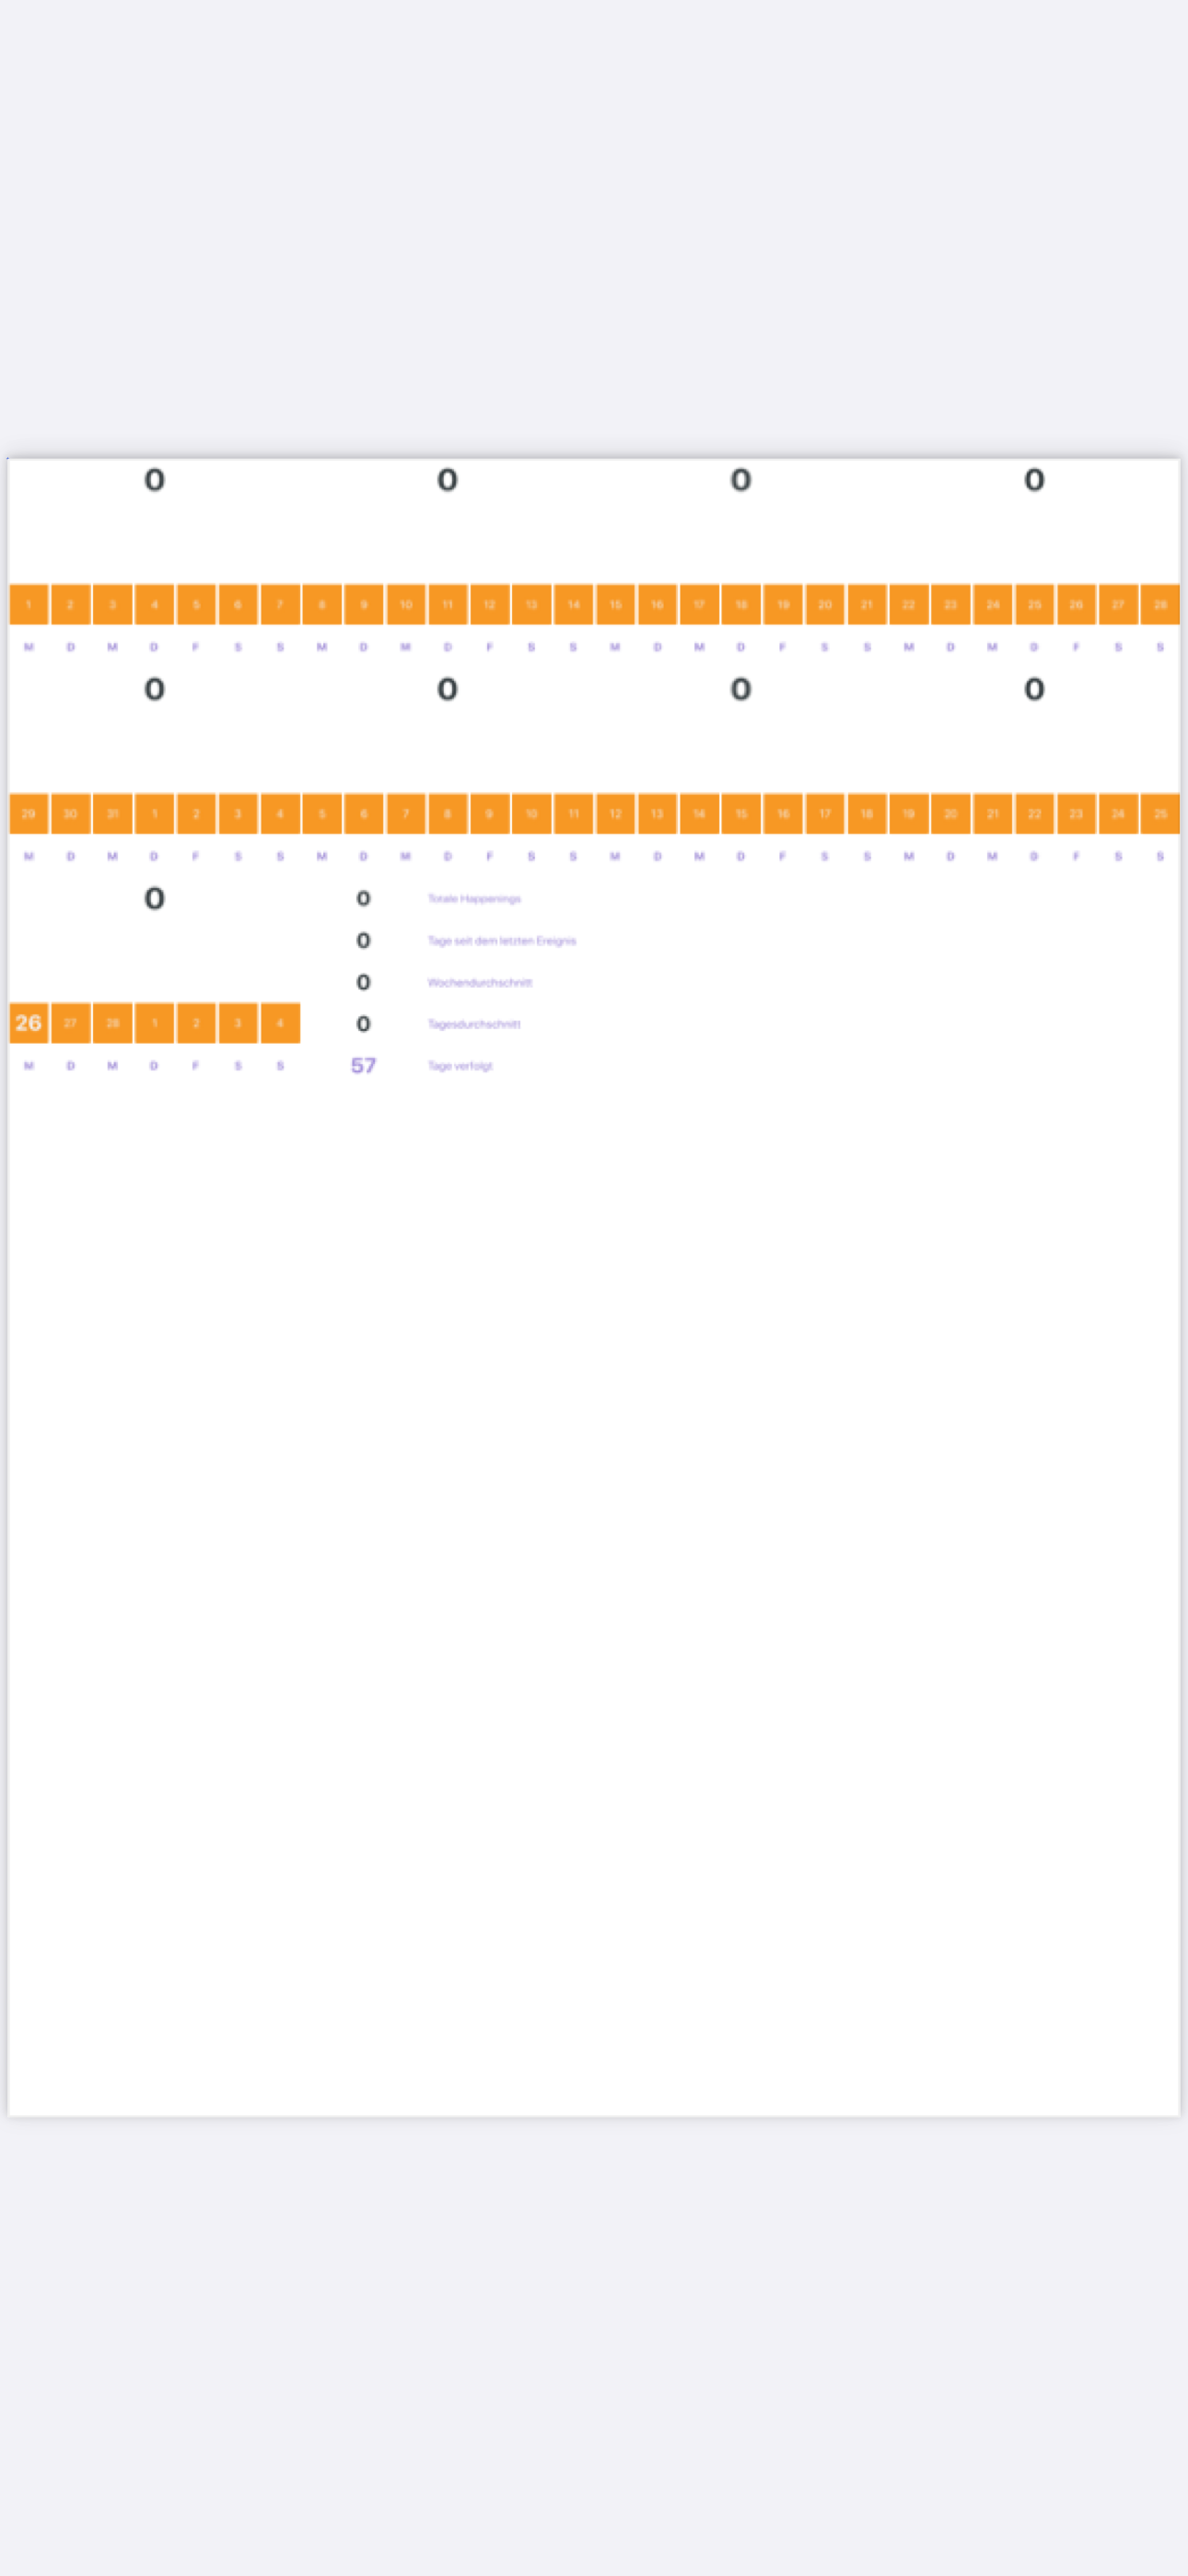 0 0 0 0
1 2 3 4 5 6 7 8 9 10 11 12 13 14 15 16 17 18 19 20 21 22 23 24 25 26 27 28
M D M D F S S M D M D F S S M D M D F S S M D M D F S S
0 0 0 0
29 30 31 1 2 3 4 5 6 7 8 9 10 11 12 13 14 15 16 17 18 19 20 21 22 23 24 25
M D M D F S S M D M D F S S M D M D F S S M D M D F S S
0 0 Totale Happenings
0 Tage seit dem letzten Ereignis
0 Wochendurchschnitt
26 27 28 1 2 3 4 0 Tagesdurchschnitt
M D M D F S S 57 Tage verfolgt